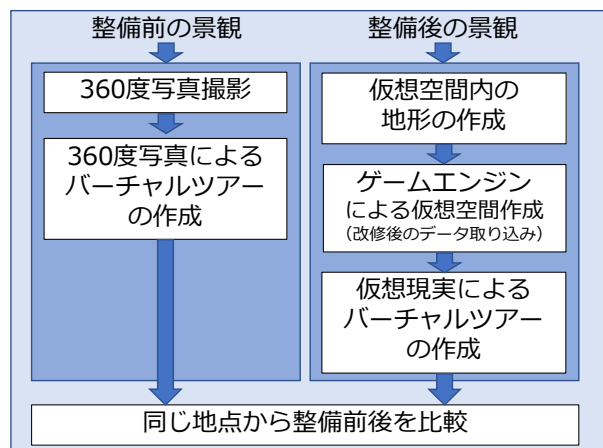 整備前の景観
360度写真撮影
360度写真による
バーチャルツアー
の作成
整備後の景観
仮想空間内の
地形の作成
ゲームエンジン
による仮想空間作成
(改修後のデータ取り込み)
仮想現実による
バーチャルツアー
の作成
同じ地点から整備前後を比較